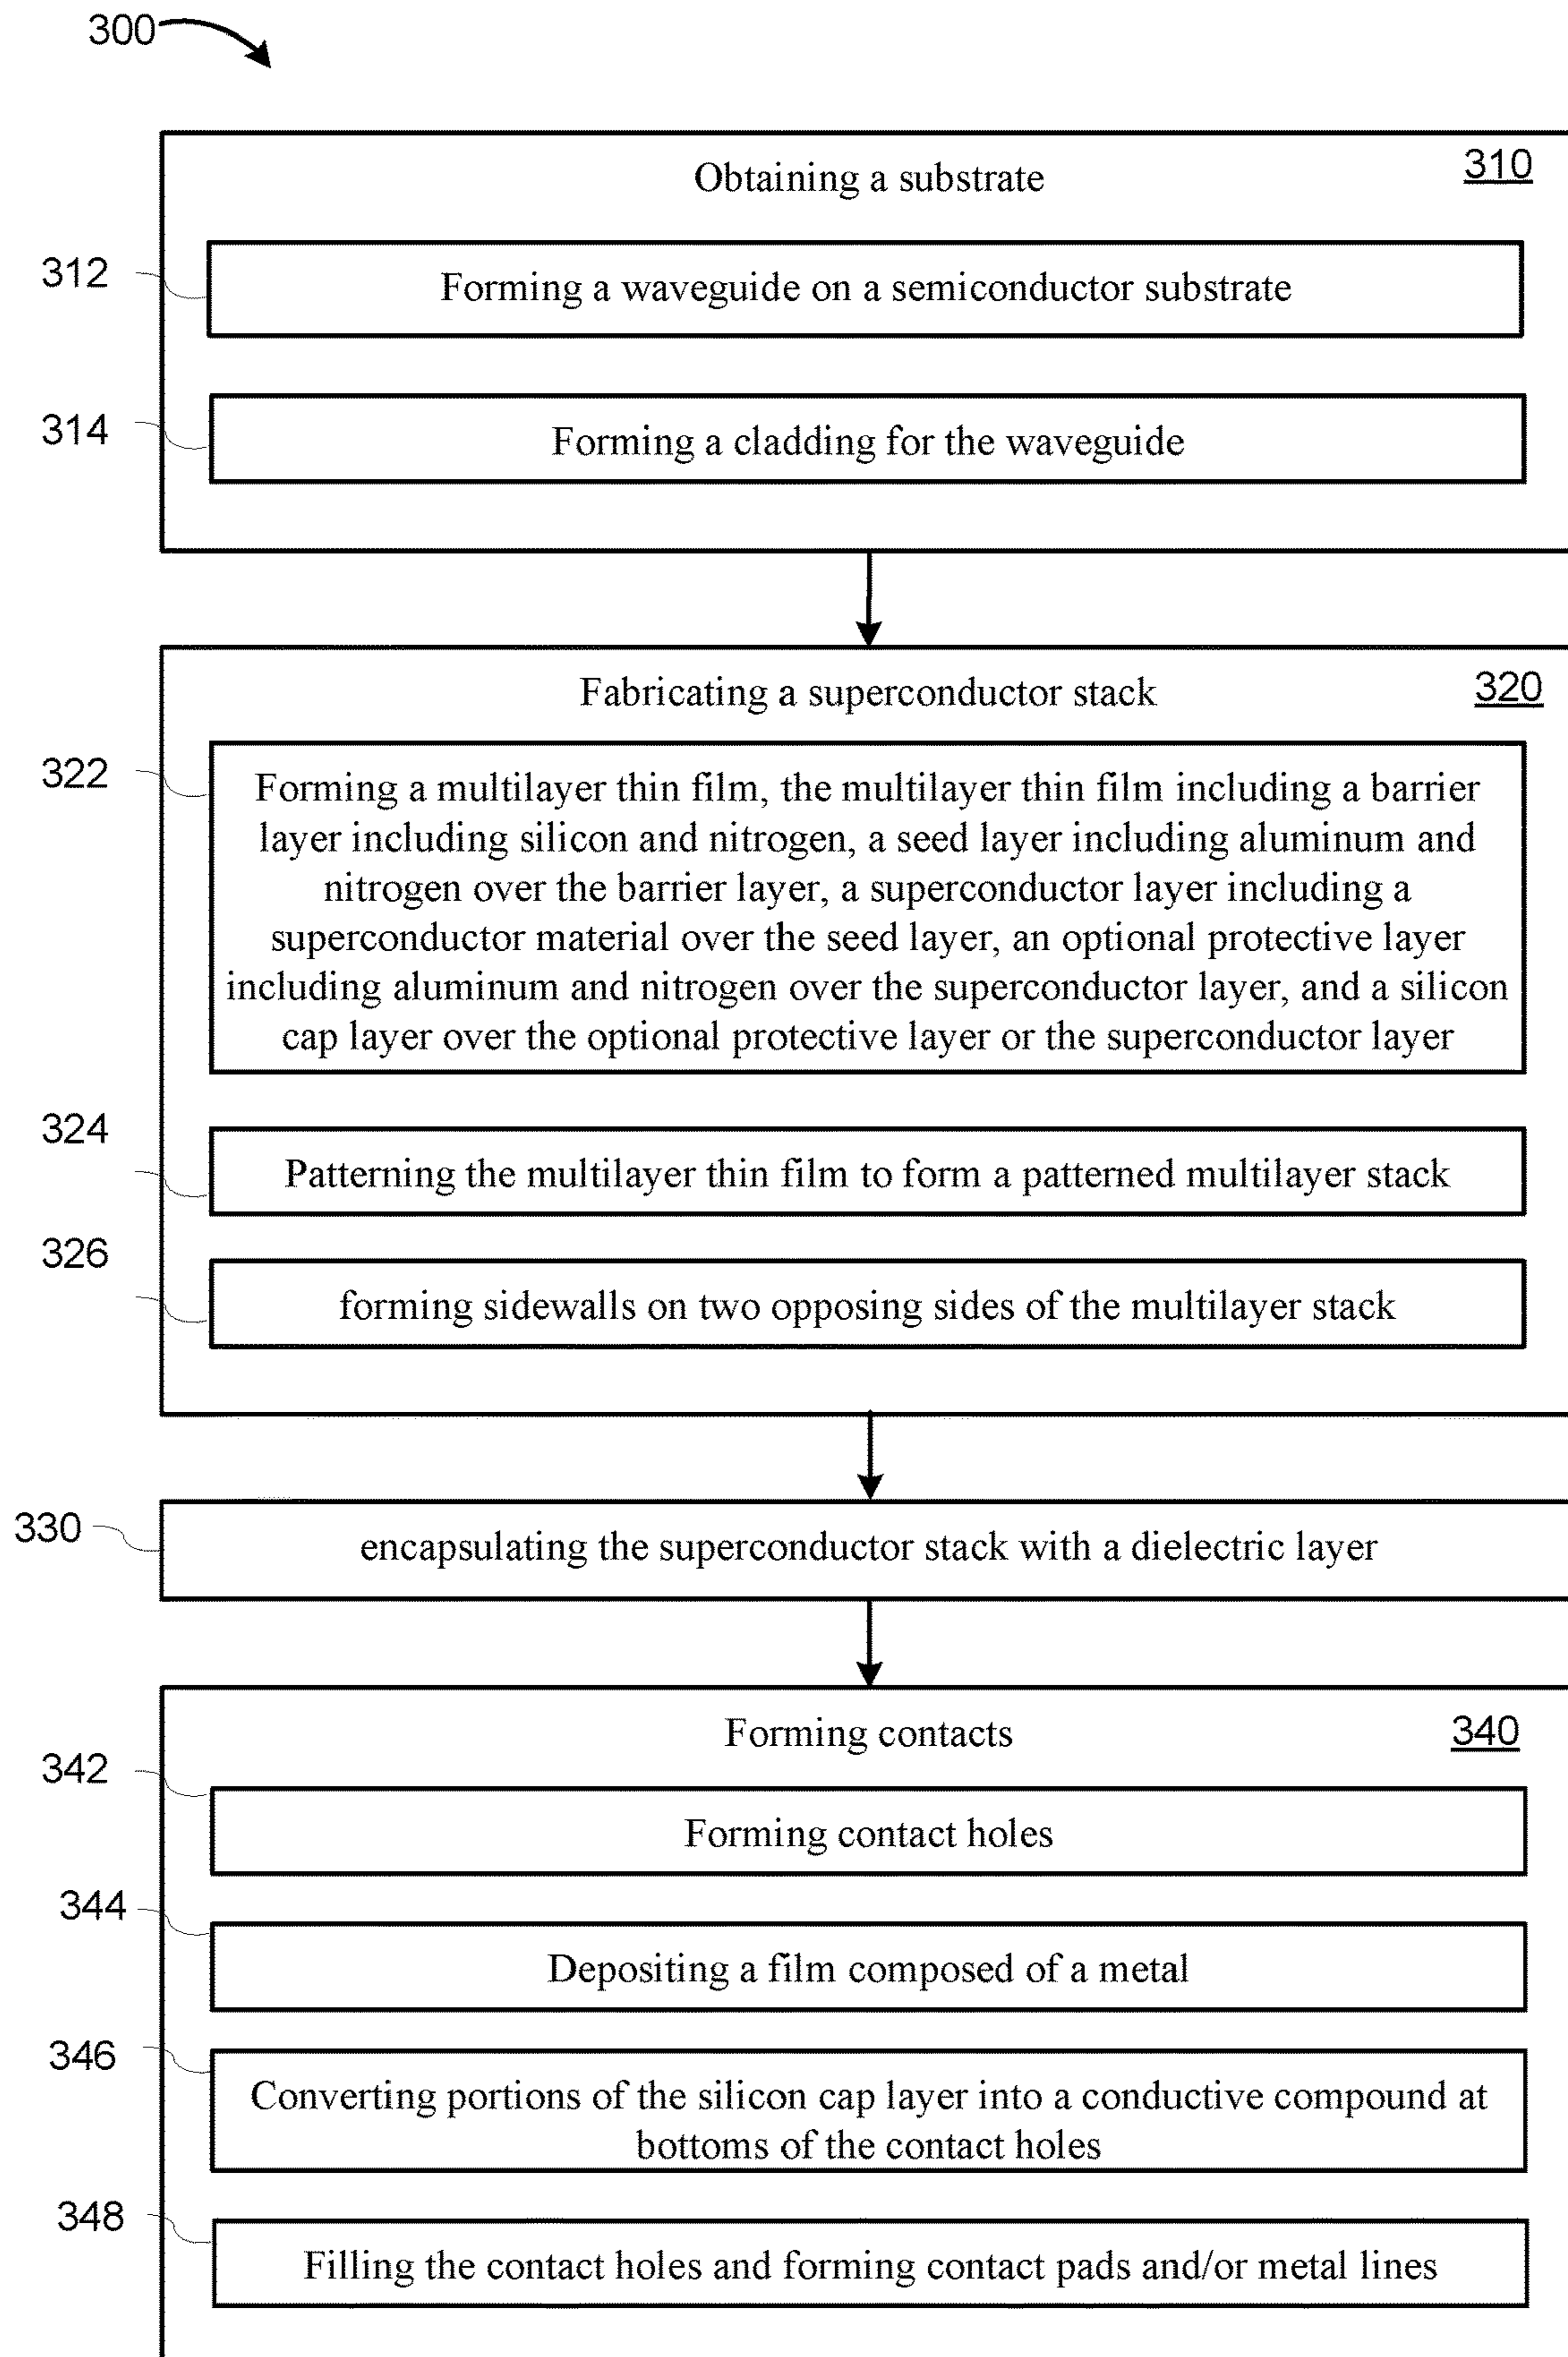 300
Obtaining a substrate 310
312 Forming a waveguide on a semiconductor substrate
314 Forming a cladding for the waveguide
Fabricating a superconductor stack 320
322
Forming a multilayer thin film, the multilayer thin film including a barrier
layer including silicon and nitrogen, a seed layer including aluminum and
nitrogen over the barrier layer, a superconductor layer including a
superconductor material over the seed layer, an optional protective layer
including aluminum and nitrogen over the superconductor layer, and a silicon
cap layer over the optional protective layer or the superconductor layer
324
Patterning the multilayer thin film to form a patterned multilayer stack
326
forming sidewalls on two opposing sides of the multilayer stack
330 encapsulating the superconductor stack with a dielectric layer
Forming contacts 340
342
Forming contact holes
344
Depositing a film composed of a metal
346
Converting portions of the silicon cap layer into a conductive compound at
bottoms of the contact holes
348
Filling the contact holes and forming contact pads and/or metal lines